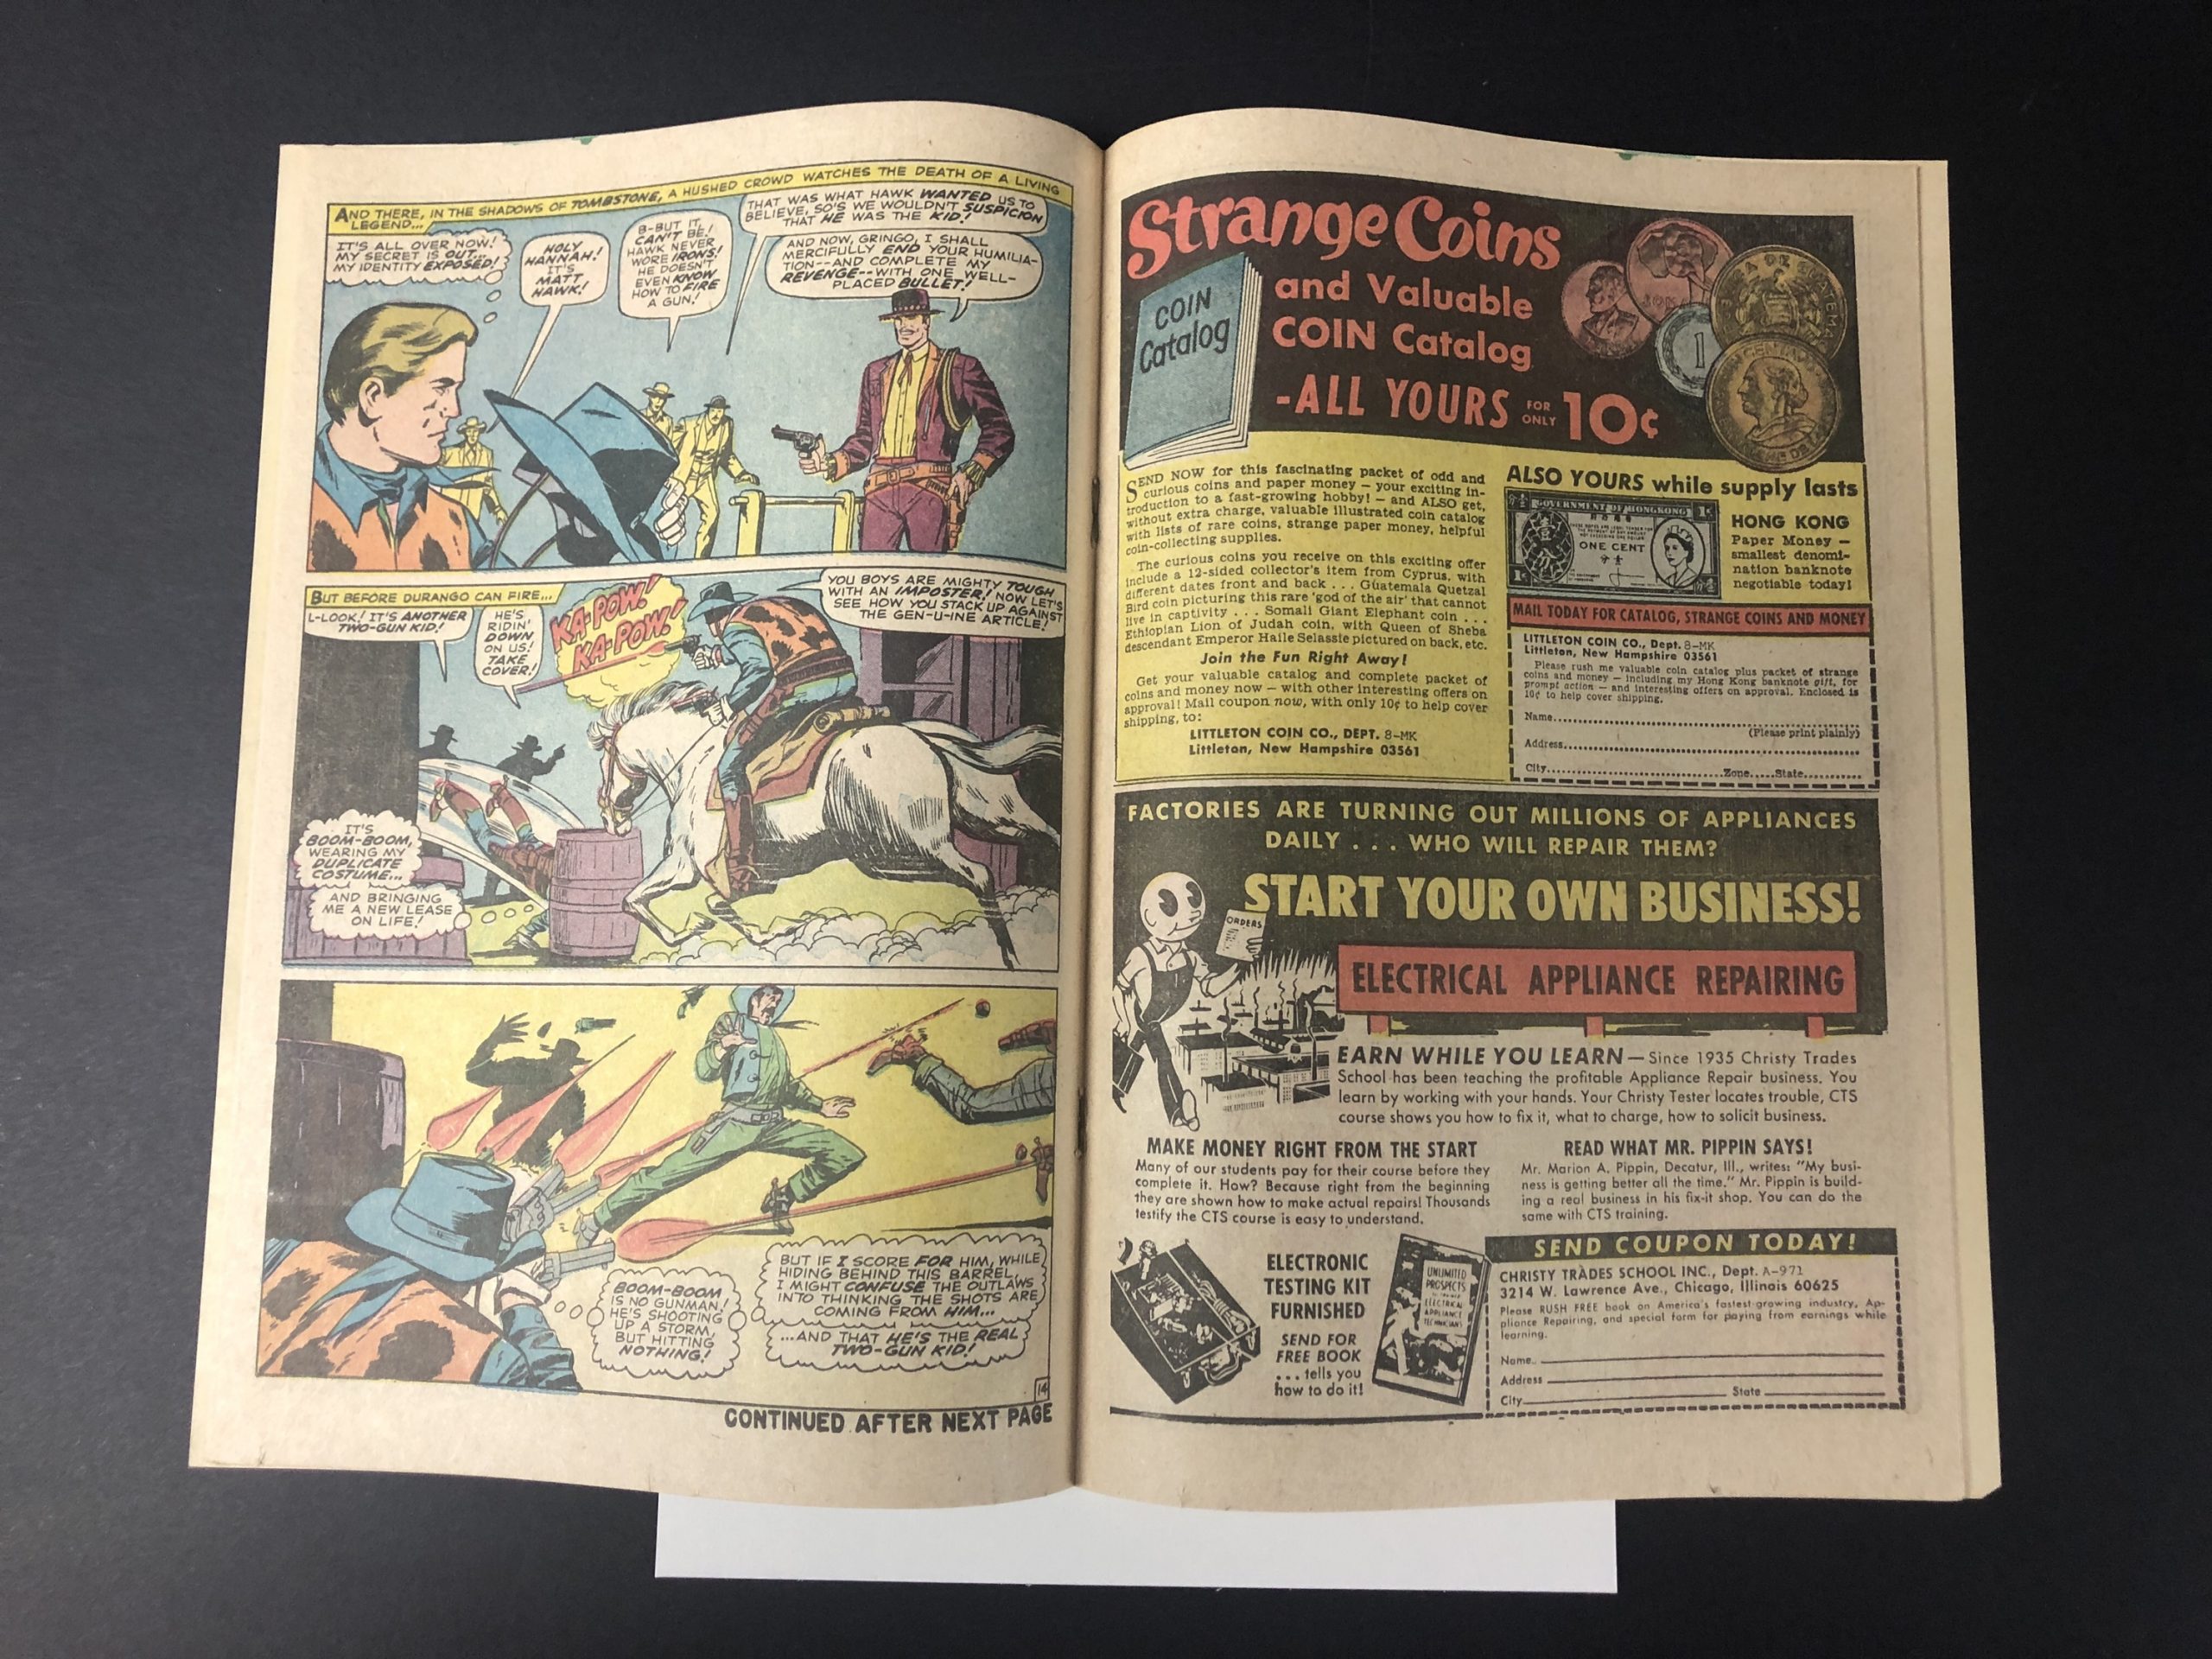 AND THERE, IN THE SHADOWS OF TOMBSTONE, A HUSHED CROWD WATCHES THE DEATH OF A LIVING
LEGEND...
IT'S ALL OVER NOW!
MY SECRET IS OUT...
MY IDENTITY EXPOSED!
HOLY
HANNAH!
IT'S
MATT
HAWK!
B-BUT IT
CAN'T BE!
HAWK NEVER
WORE IRONS!
HE DOESN'T
EVEN KNOW
HOW TO FIRE
A GUN!
THAT WAS WHAT HAWK WANTED US TO
BELIEVE, SO'S WE WOULDN'T SUSPICION
THAT HE WAS THE KID!
AND NOW, GRINGO, I SHALL
MERCIFULLY END YOUR HUMILIA-
TION--AND COMPLETE MY
REVENGE--WITH ONE WELL-
PLACED BULLET!
BUT BEFORE DURANGO CAN FIRE...
L-LOOK! IT'S ANOTHER
TWO-GUN KID!
HE'S
RIDIN'
DOWN
ON US!
TAKE
COVER!
KA-POW!
KA-POW!
KA-POW!
YOU BOYS ARE MIGHTY TOUGH
WITH AN IMPOSTER! NOW LET'S
SEE HOW YOU STACK UP AGAINST
THE GEN-U-INE ARTICLE!
IT'S
BOOM-BOOM,
WEARING MY
DUPLICATE
COSTUME...
AND BRINGING
ME A NEW LEASE
ON LIFE!
BOOM-BOOM
IS NO GUNMAN!
HE'S SHOOTING
UP A STORM,
BUT HITTING
NOTHING!
BUT IF I SCORE FOR HIM, WHILE
HIDING BEHIND THIS BARREL,
I MIGHT CONFUSE THE OUTLAWS
INTO THINKING THE SHOTS ARE
COMING FROM HIM...
...AND THAT HE'S THE REAL
TWO-GUN KID!
14
CONTINUED AFTER NEXT PAGE
Strange Coins
and Valuable
COIN Catalog
-ALL YOURS FOR ONLY 10¢
COIN
Catalog
SEND NOW for this fascinating packet of odd and
curious coins and paper money — your exciting in-
troduction to a fast-growing hobby! — and ALSO get,
without extra charge, valuable illustrated coin catalog
with lists of rare coins, strange paper money, helpful
coin-collecting supplies.
The curious coins you receive on this exciting offer
include a 12-sided collector's item from Cyprus, with
different dates front and back . . . Guatemala Quetzal
Bird coin picturing this rare 'god of the air' that cannot
live in captivity . . . Somali Giant Elephant coin . . .
Ethiopian Lion of Judah coin, with Queen of Sheba
descendant Emperor Haile Selassie pictured on back, etc.
Join the Fun Right Away!
Get your valuable catalog and complete packet of
coins and money now — with other interesting offers on
approval! Mail coupon now, with only 10¢ to help cover
shipping, to:
LITTLETON COIN CO., DEPT. 8-MK
Littleton, New Hampshire 03561
ALSO YOURS while supply lasts
GOVERNMENT OF HONGKONG
ONE CENT
HONG KONG
Paper Money —
smallest denomi-
nation banknote
negotiable today!
MAIL TODAY FOR CATALOG, STRANGE COINS AND MONEY
LITTLETON COIN CO., Dept. 8-MK
Littleton, New Hampshire 03561
Please rush me valuable coin catalog plus packet of strange
coins and money — including my Hong Kong banknote gift, for
prompt action — and interesting offers on approval. Enclosed is
10¢ to help cover shipping.
Name
(Please print plainly)
Address
City Zone State
FACTORIES ARE TURNING OUT MILLIONS OF APPLIANCES
DAILY . . . WHO WILL REPAIR THEM?
START YOUR OWN BUSINESS!
ORDERS
ELECTRICAL APPLIANCE REPAIRING
EARN WHILE YOU LEARN — Since 1935 Christy Trades
School has been teaching the profitable Appliance Repair business. You
learn by working with your hands. Your Christy Tester locates trouble, CTS
course shows you how to fix it, what to charge, how to solicit business.
MAKE MONEY RIGHT FROM THE START
Many of our students pay for their course before they
complete it. How? Because right from the beginning
they are shown how to make actual repairs! Thousands
testify the CTS course is easy to understand.
READ WHAT MR. PIPPIN SAYS!
Mr. Marion A. Pippin, Decatur, Ill., writes: "My busi-
ness is getting better all the time." Mr. Pippin is build-
ing a real business in his fix-it shop. You can do the
same with CTS training.
ELECTRONIC
TESTING KIT
FURNISHED
SEND FOR
FREE BOOK
. . . tells you
how to do it!
UNLIMITED
PROSPECTS
ELECTRICAL
APPLIANCE
TECHNICIANS
SEND COUPON TODAY!
CHRISTY TRADES SCHOOL INC., Dept. A-971
3214 W. Lawrence Ave., Chicago, Illinois 60625
Please RUSH FREE book on America's fastest-growing industry, Ap-
pliance Repairing, and special form for paying from earnings while
learning.
Name
Address
City State